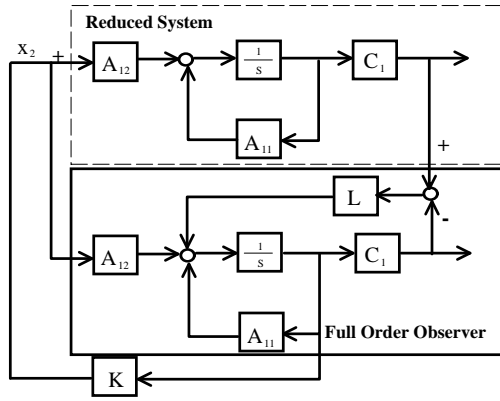 Reduced System
x₂
+
A₁₂
1/s
C₁
A₁₁
+
L
-
A₁₂
1/s
C₁
A₁₁
Full Order Observer
K